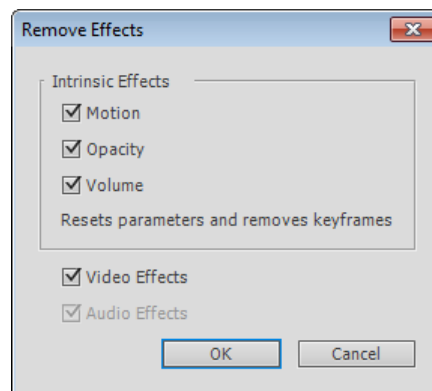 Remove Effects
Intrinsic Effects
Motion
Opacity
Volume
Resets parameters and removes keyframes
Video Effects
Audio Effects
OK Cancel